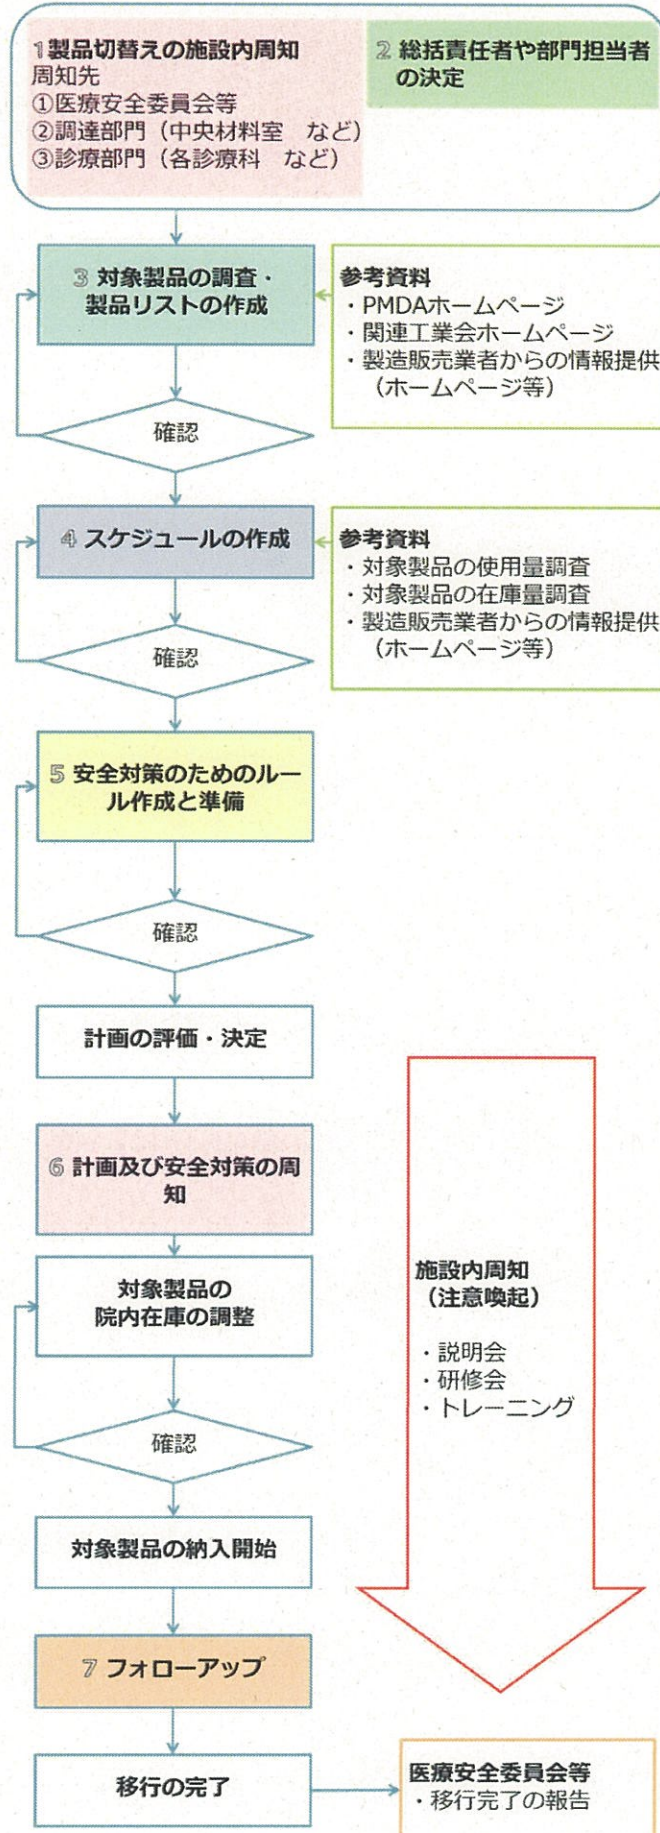 1 製品切替えの施設内周知
周知先
①医療安全委員会等
②調達部門（中央材料室　など）
③診療部門（各診療科　など）
2 総括責任者や部門担当者
の決定
3 対象製品の調査・
製品リストの作成
参考資料
・PMDAホームページ
・関連工業会ホームページ
・製造販売業者からの情報提供
（ホームページ等）
確認
4 スケジュールの作成
参考資料
・対象製品の使用量調査
・対象製品の在庫量調査
・製造販売業者からの情報提供
（ホームページ等）
確認
5 安全対策のためのルー
ル作成と準備
確認
計画の評価・決定
6 計画及び安全対策の周
知
対象製品の
院内在庫の調整
確認
対象製品の納入開始
施設内周知
（注意喚起）
・説明会
・研修会
・トレーニング
7 フォローアップ
移行の完了
医療安全委員会等
・移行完了の報告